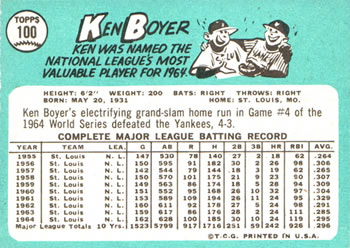 TOPPS
100
KEN BOYER
KEN WAS NAMED THE
NATIONAL LEAGUE'S MOST
VALUABLE PLAYER FOR 1964.
HEIGHT: 6'2" WEIGHT: 200 BATS: RIGHT THROWS: RIGHT
BORN: MAY 20, 1931 HOME: ST. LOUIS, MO.
Ken Boyer's electrifying grand-slam home run in Game #4 of the
1964 World Series defeated the Yankees, 4-3.
COMPLETE MAJOR LEAGUE BATTING RECORD
YEAR TEAM LEA. G AB R H 2B 3B HR RBI AVG.
1955 St. Louis N. L. 147 530 78 140 27 2 18 62 .264
1956 St. Louis N. L. 150 595 91 182 30 2 26 98 .306
1957 St. Louis N. L. 142 544 79 144 18 3 19 62 .265
1958 St. Louis N. L. 150 570 101 175 21 9 23 90 .307
1959 St. Louis N. L. 149 563 86 174 18 5 28 94 .309
1960 St. Louis N. L. 151 552 95 168 26 10 32 97 .304
1961 St. Louis N. L. 153 589 109 194 26 11 24 95 .329
1962 St. Louis N. L. 160 611 92 178 27 5 24 98 .291
1963 St. Louis N. L. 159 617 86 176 28 2 24 111 .285
1964 St. Louis N. L. 162 628 100 185 30 10 24 119 .295
Major League Totals 10 Yrs. 1523 5799 917 1716 251 59 242 926 .296
© T.C.G. PRINTED IN U.S.A.